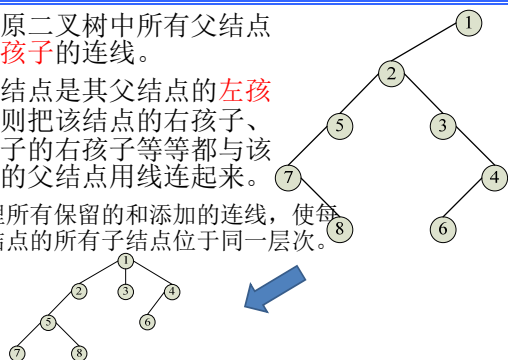 原二叉树中所有父结点
孩子的连线。
结点是其父结点的左孩
则把该结点的右孩子、
子的右孩子等等都与该
的父结点用线连起来。
理所有保留的和添加的连线，使每
结点的所有子结点位于同一层次。
1
2
5
3
7
4
8
6
1
2
3
4
5
6
7
8